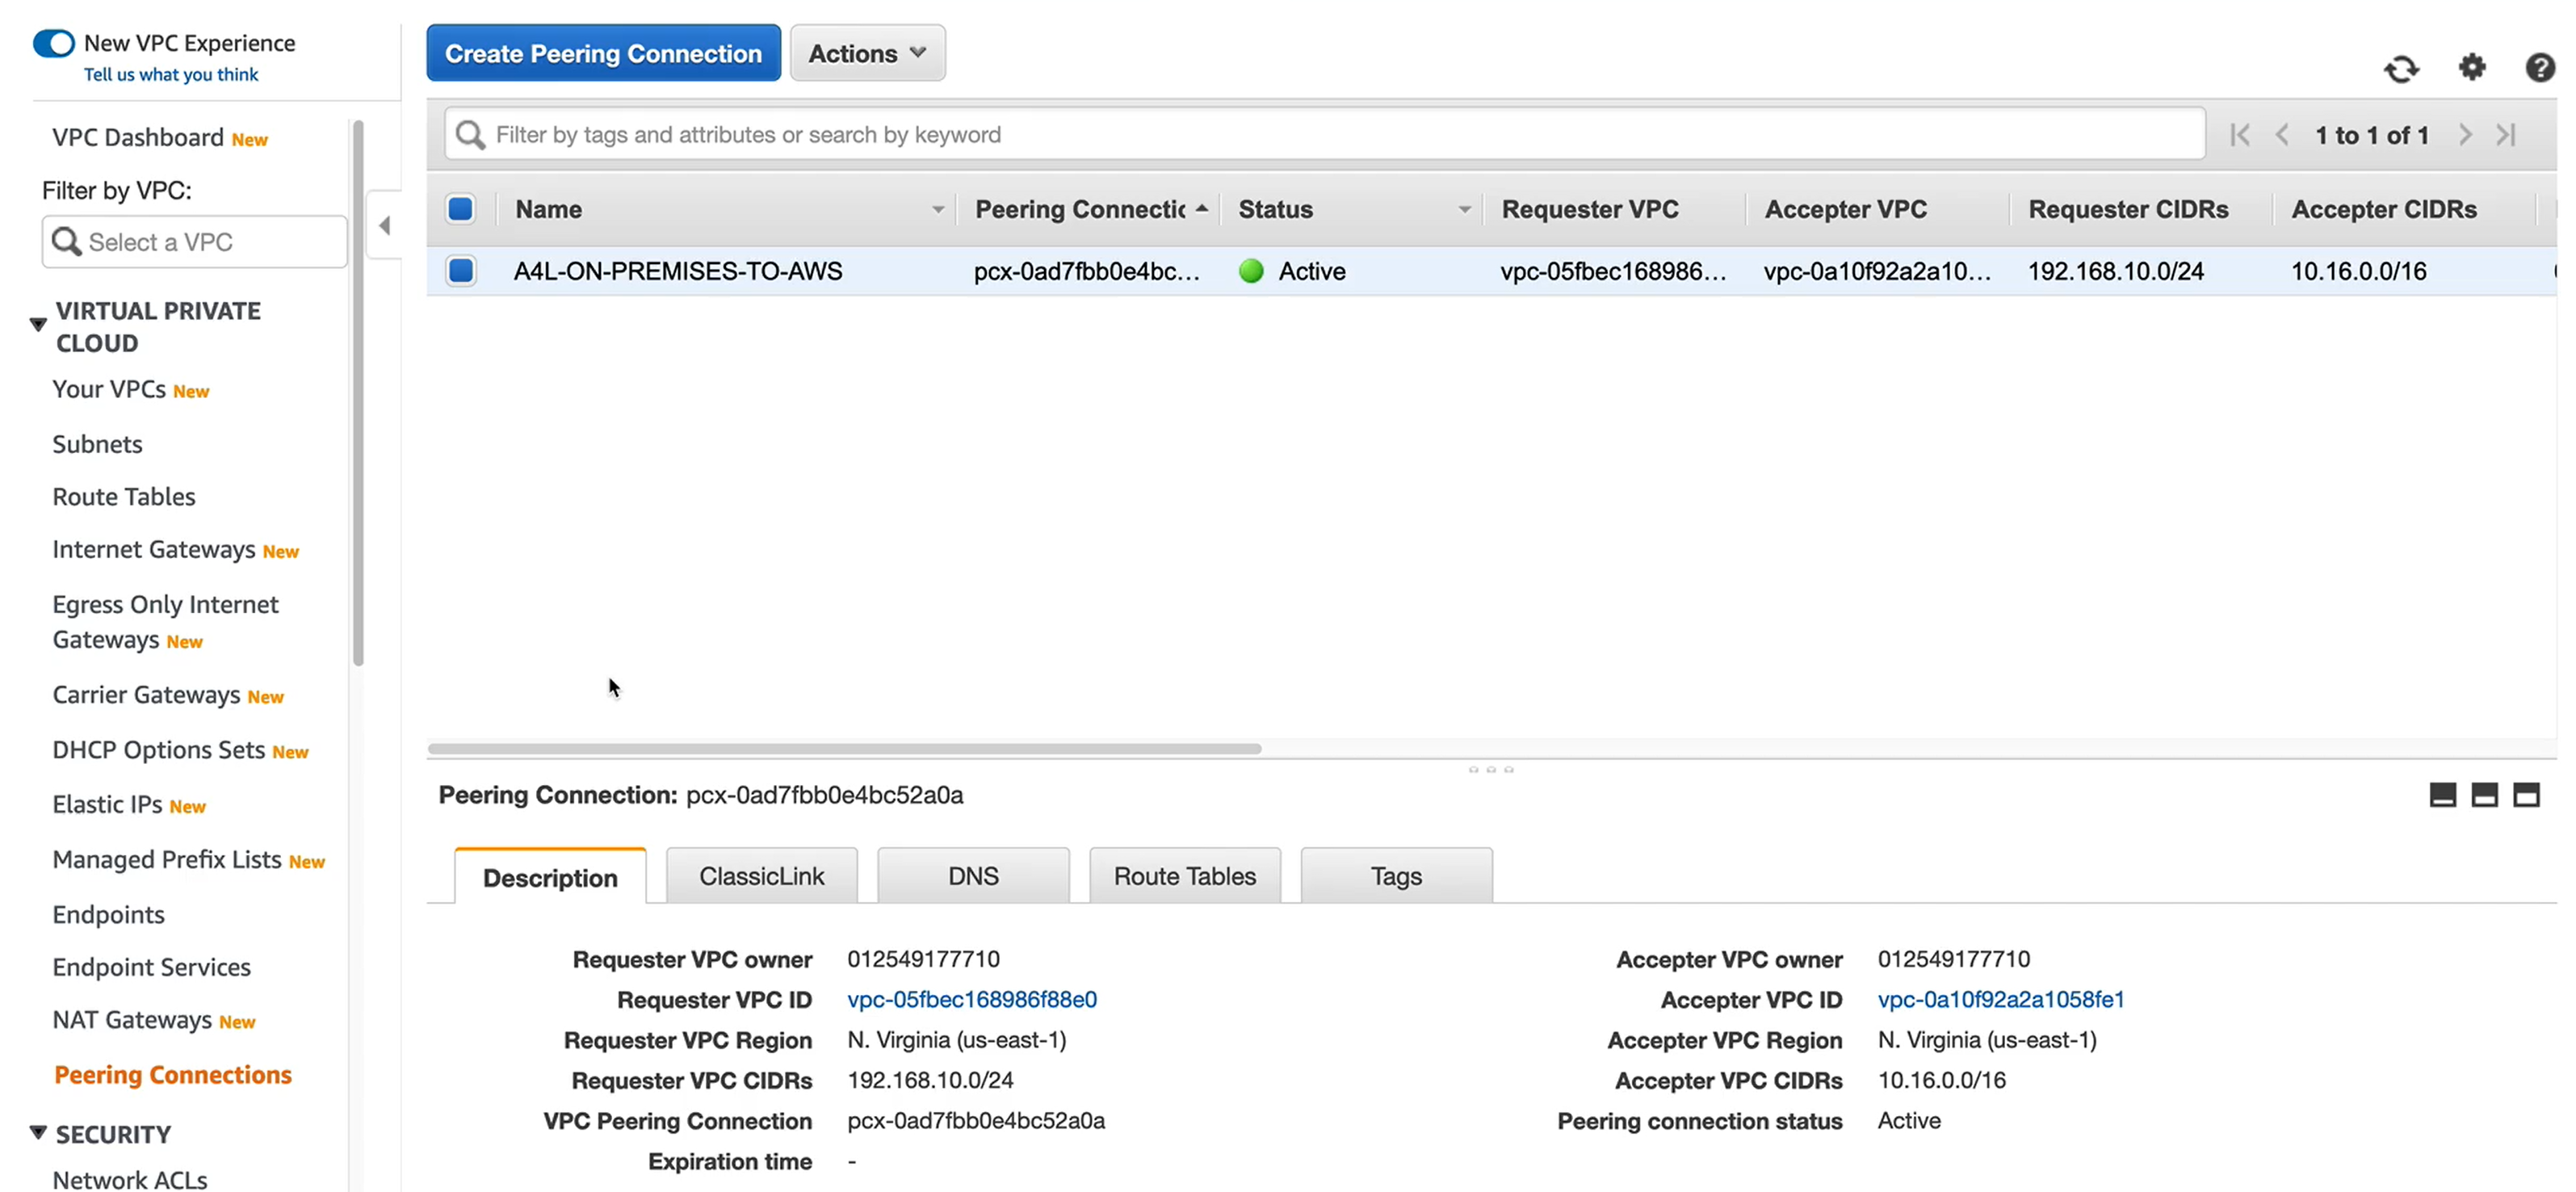 New VPC Experience
Tell us what you think
VPC Dashboard New
Filter by VPC:
Select a VPC
VIRTUAL PRIVATE
CLOUD
Your VPCs New
Subnets
Route Tables
Internet Gateways New
Egress Only Internet
Gateways New
Carrier Gateways New
DHCP Options Sets New
Elastic IPs New
Managed Prefix Lists New
Endpoints
Endpoint Services
NAT Gateways New
Peering Connections
SECURITY
Network ACLs
Create Peering Connection Actions
Filter by tags and attributes or search by keyword 1 to 1 of 1
Name Peering Connectic Status Requester VPC Accepter VPC Requester CIDRs Accepter CIDRs
A4L-ON-PREMISES-TO-AWS pcx-0ad7fbb0e4bc... Active vpc-05fbec168986... vpc-0a10f92a2a10... 192.168.10.0/24 10.16.0.0/16
Peering Connection: pcx-0ad7fbb0e4bc52a0a
Description ClassicLink DNS Route Tables Tags
Requester VPC owner 012549177710 Accepter VPC owner 012549177710
Requester VPC ID vpc-05fbec168986f88e0 Accepter VPC ID vpc-0a10f92a2a1058fe1
Requester VPC Region N. Virginia (us-east-1) Accepter VPC Region N. Virginia (us-east-1)
Requester VPC CIDRs 192.168.10.0/24 Accepter VPC CIDRs 10.16.0.0/16
VPC Peering Connection pcx-0ad7fbb0e4bc52a0a Peering connection status Active
Expiration time -